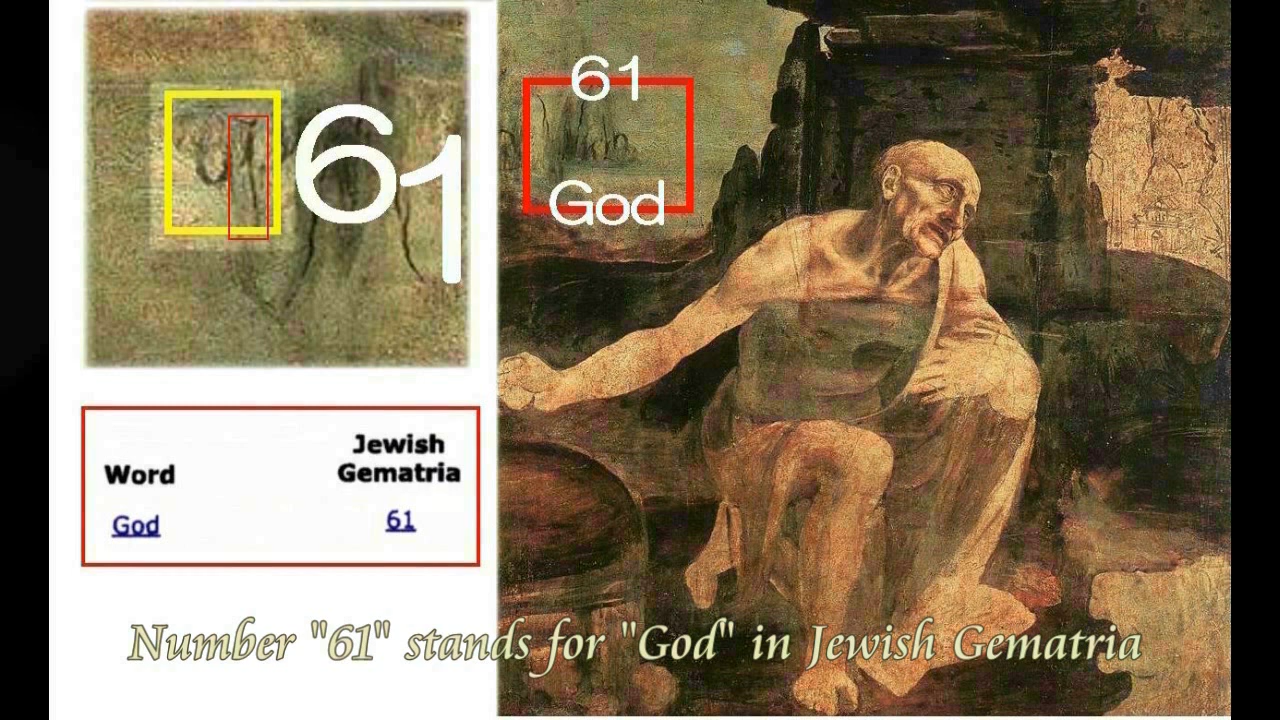 61
61
God
Word
Jewish
Gematria
God
61
Number "61" stands for "God" in Jewish Gematria